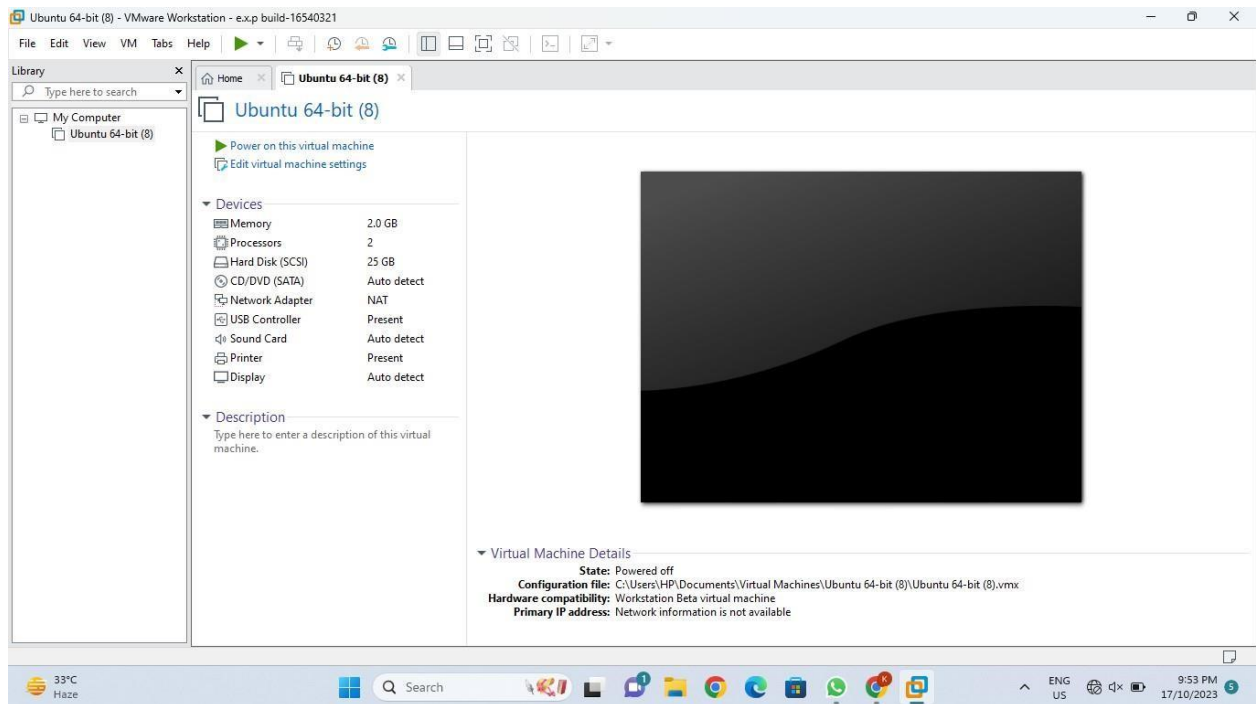 Ubuntu 64-bit (8) - VMware Workstation - e.x.p build-16540321
File Edit View VM Tabs Help
Library
Type here to search
My Computer
Ubuntu 64-bit (8)
Home
Ubuntu 64-bit (8)
Ubuntu 64-bit (8)
Power on this virtual machine
Edit virtual machine settings
Devices
Memory 2.0 GB
Processors 2
Hard Disk (SCSI) 25 GB
CD/DVD (SATA) Auto detect
Network Adapter NAT
USB Controller Present
Sound Card Auto detect
Printer Present
Display Auto detect
Description
Type here to enter a description of this virtual
machine.
Virtual Machine Details
State: Powered off
Configuration file: C:\Users\HP\Documents\Virtual Machines\Ubuntu 64-bit (8)\Ubuntu 64-bit (8).vmx
Hardware compatibility: Workstation Beta virtual machine
Primary IP address: Network information is not available
33°C
Haze
Search
1
K
ENG
US
9:53 PM
17/10/2023
5